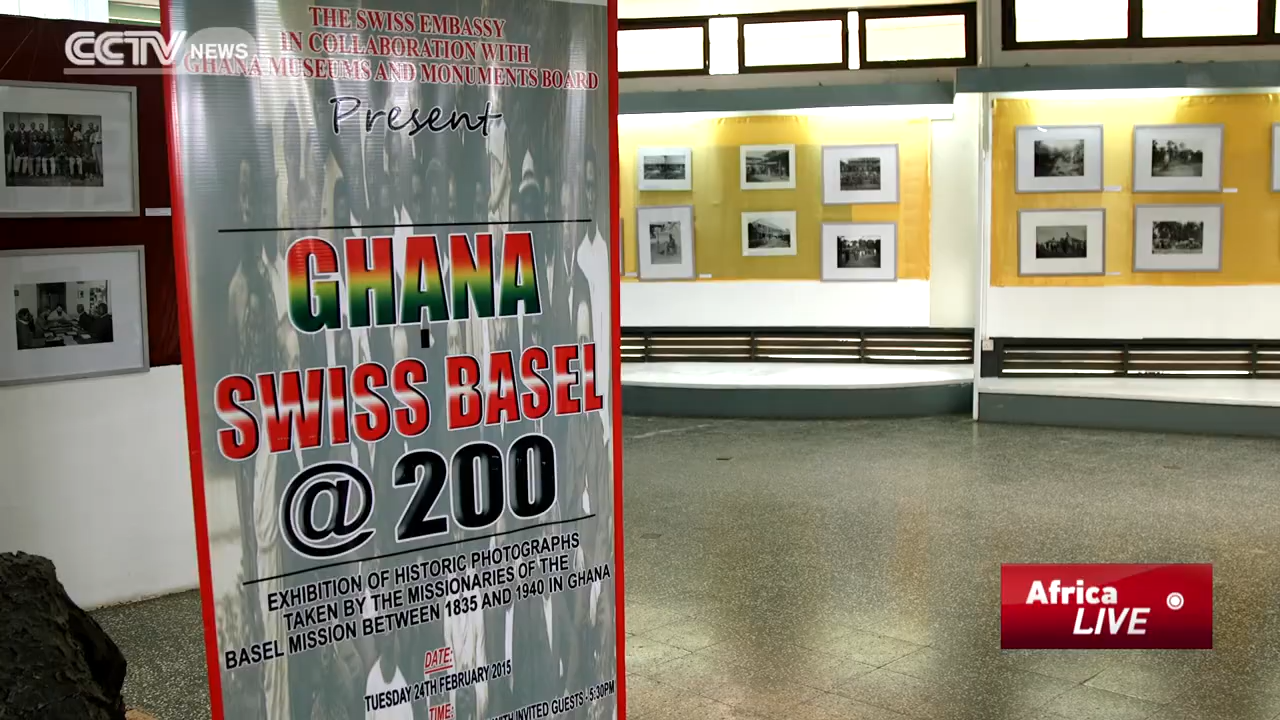 CCTV NEWS
THE SWISS EMBASSY
IN COLLABORATION WITH
GHANA MUSEUMS AND MONUMENTS BOARD
Present
GHANA
SWISS BASEL
@ 200
EXHIBITION OF HISTORIC PHOTOGRAPHS
TAKEN BY THE MISSIONARIES OF THE
BASEL MISSION BETWEEN 1835 AND 1940 IN GHANA
DATE:
TUESDAY 24TH FEBRUARY 2015
TIME:
WITH INVITED GUESTS - 5:30PM
Africa
LIVE